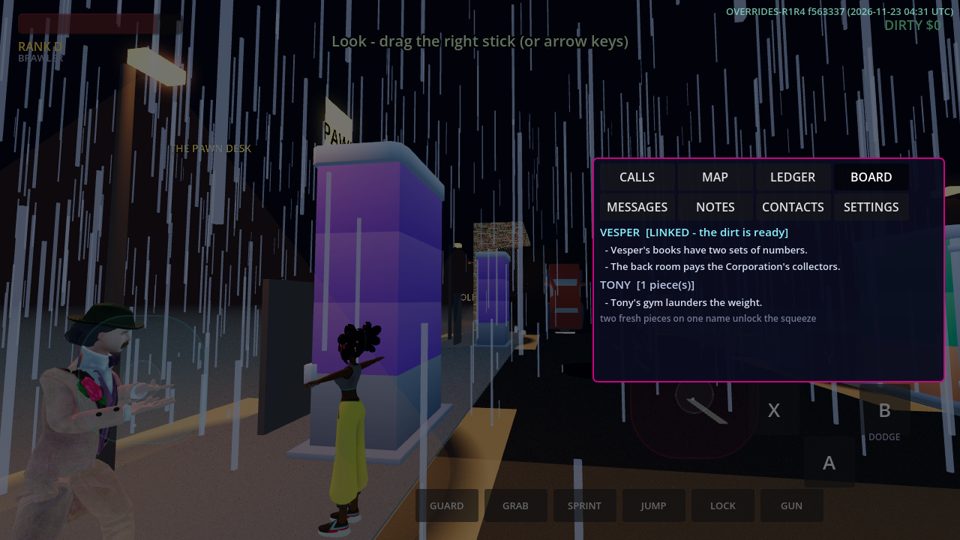 OVERRIDES-R1R4 f563337 (2026-11-23 04:31 UTC)
DIRTY $0
RANK D
BRAWLER
Look - drag the right stick (or arrow keys)
PAW
THE PAWN DESK
CALLS MAP LEDGER BOARD
MESSAGES NOTES CONTACTS SETTINGS
VESPER [LINKED - the dirt is ready]
- Vesper's books have two sets of numbers.
- The back room pays the Corporation's collectors.
TONY [1 piece(s)]
- Tony's gym launders the weight.
two fresh pieces on one name unlock the squeeze
X
B
DODGE
A
GUARD GRAB SPRINT JUMP LOCK GUN